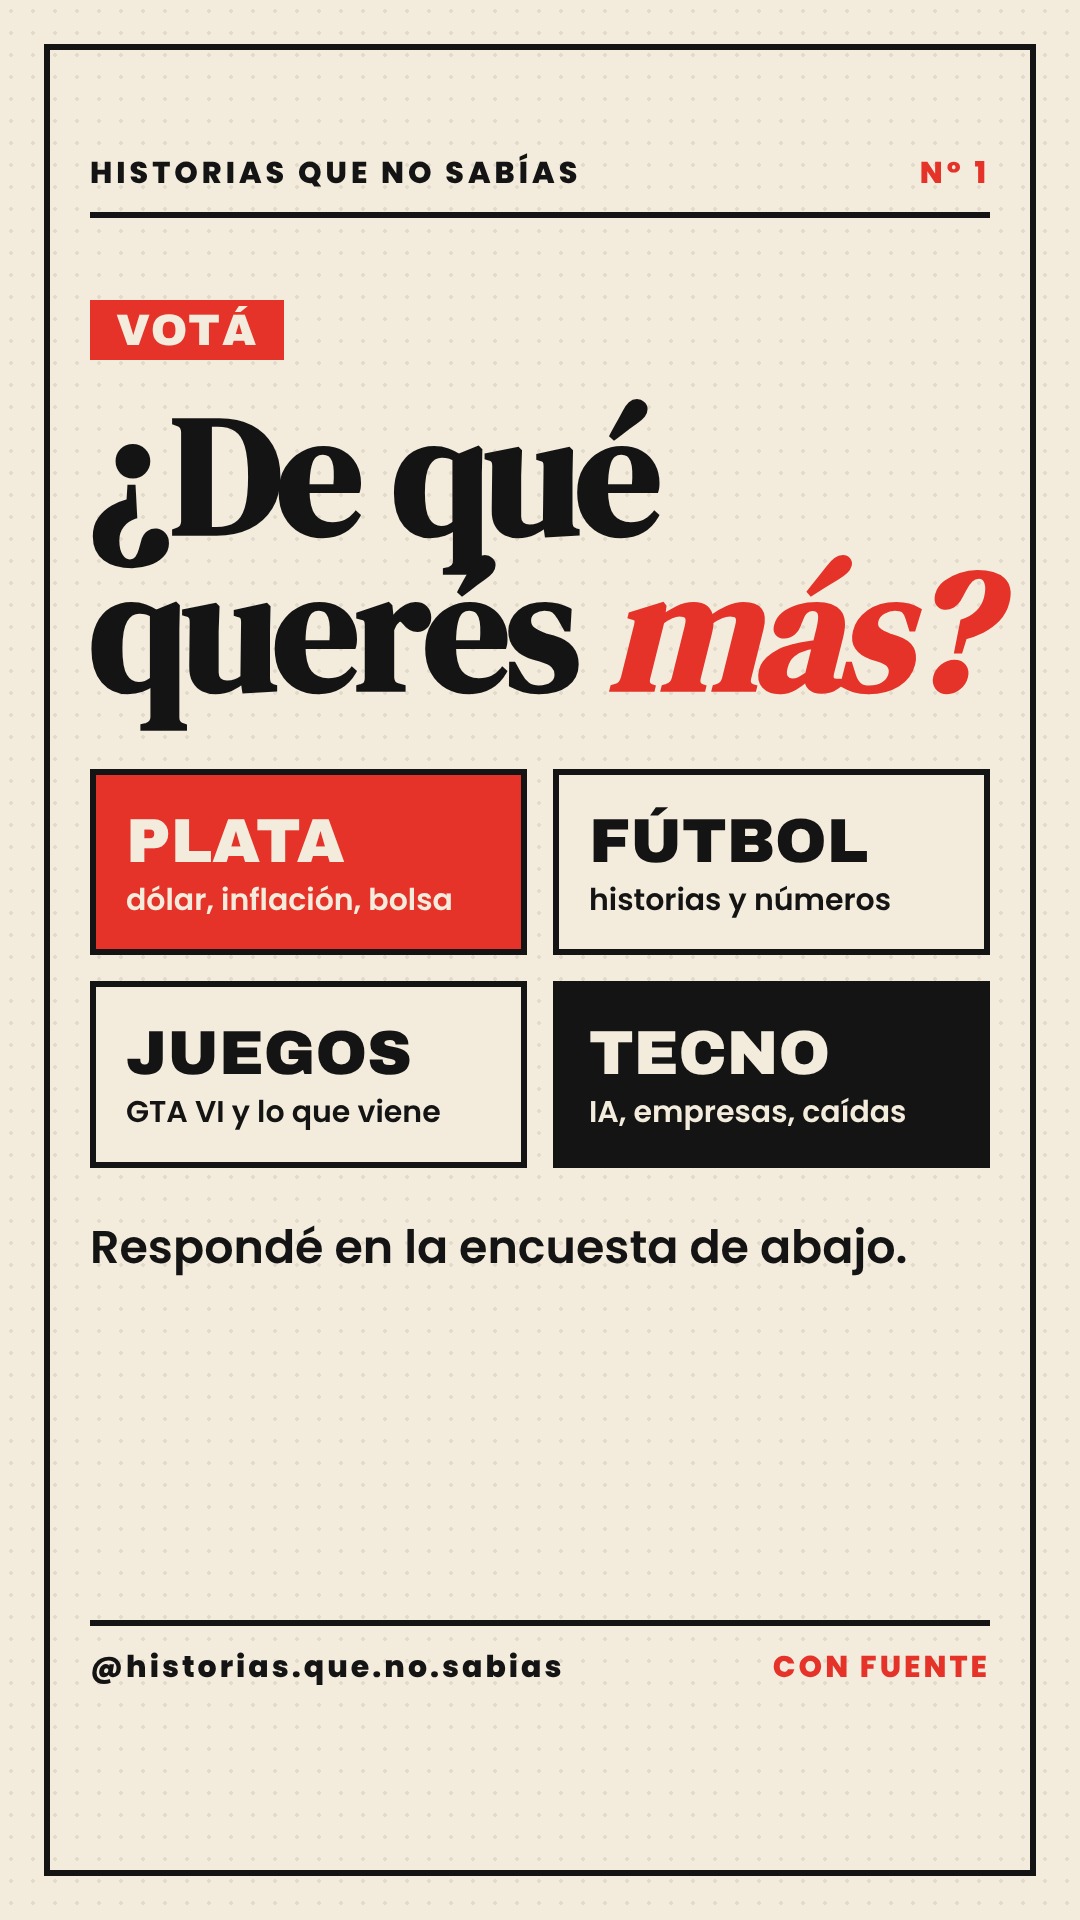 HISTORIAS QUE NO SABÍAS
Nº 1
VOTÁ
¿De qué
querés más?
PLATA
dólar, inflación, bolsa
FÚTBOL
historias y números
JUEGOS
GTA VI y lo que viene
TECNO
IA, empresas, caídas
Respondé en la encuesta de abajo.
@historias.que.no.sabias
CON FUENTE